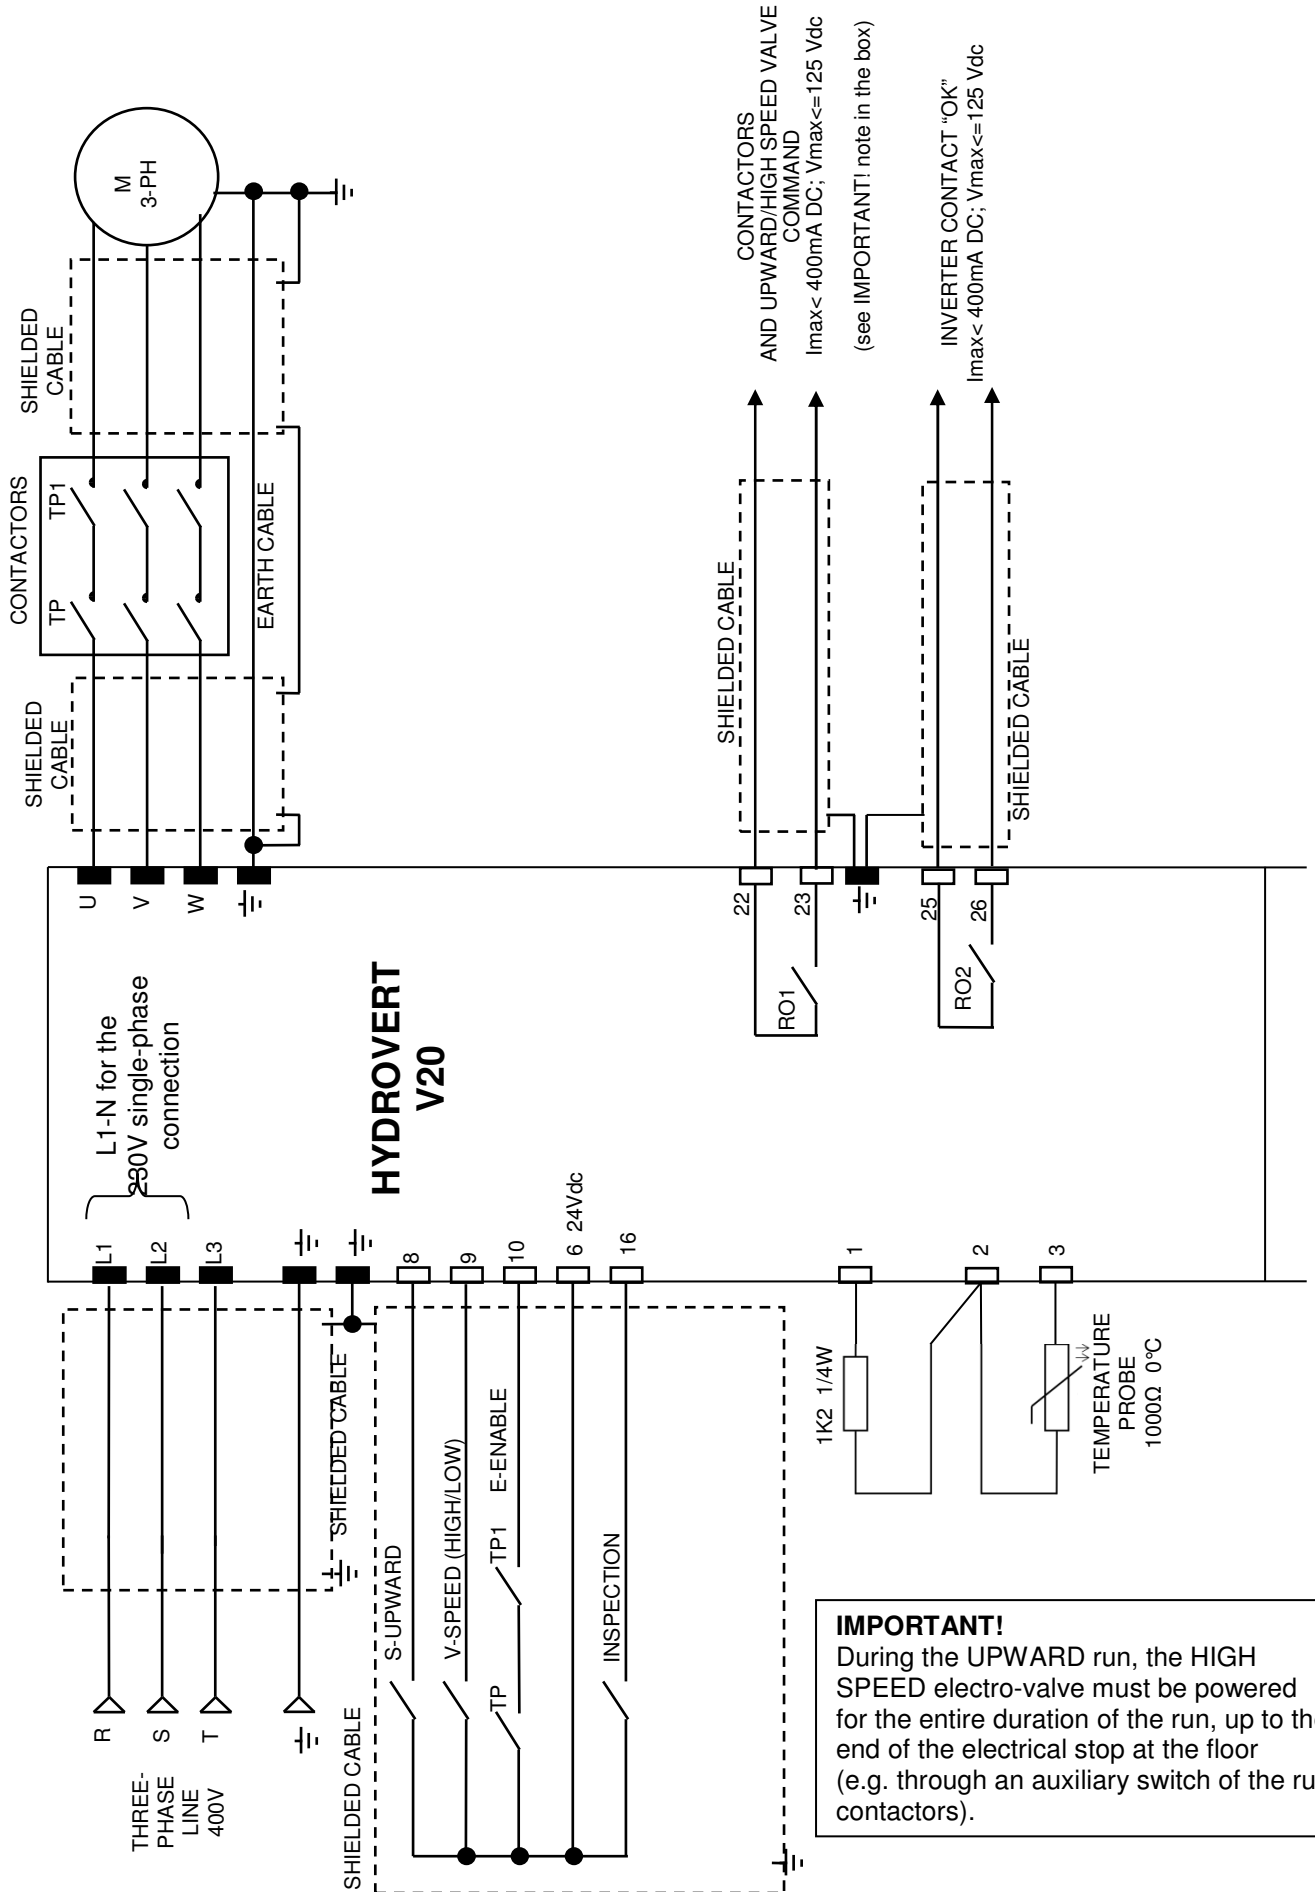 M
3-PH
SHIELDED
CABLE
CONTACTORS
TP
TP1
EARTH CABLE
SHIELDED
CABLE
U
V
W
L1-N for the
230V single-phase
connection
HYDROVERT
V20
L1
L2
L3
8
9
10
6 24Vdc
16
1
2
3
22
23
25
26
RO1
RO2
SHIELDED CABLE
SHIELDED CABLE
CONTACTORS
AND UPWARD/HIGH SPEED VALVE
COMMAND
Imax< 400mA DC; Vmax<=125 Vdc
(see IMPORTANT! note in the box)
INVERTER CONTACT “OK”
Imax< 400mA DC; Vmax<=125 Vdc
THREE-
PHASE
LINE
400V
R
S
T
SHIELDED CABLE
SHIELDED CABLE
S-UPWARD
V-SPEED (HIGH/LOW)
TP
TP1
E-ENABLE
INSPECTION
1K2 1/4W
TEMPERATURE
PROBE
1000Ω 0°C
IMPORTANT!
During the UPWARD run, the HIGH
SPEED electro-valve must be powered
for the entire duration of the run, up to the
end of the electrical stop at the floor
(e.g. through an auxiliary switch of the ru
contactors).